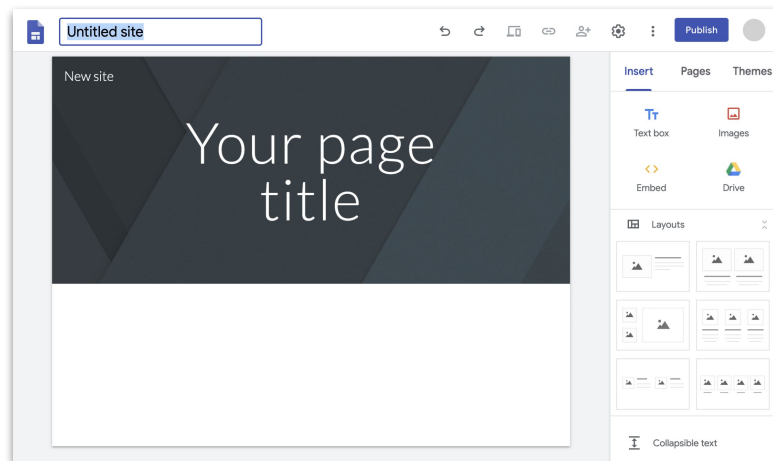 Untitled site
Publish
New site
Your page
title
Insert Pages Themes
Text box Images
Embed Drive
Layouts
Collapsible text